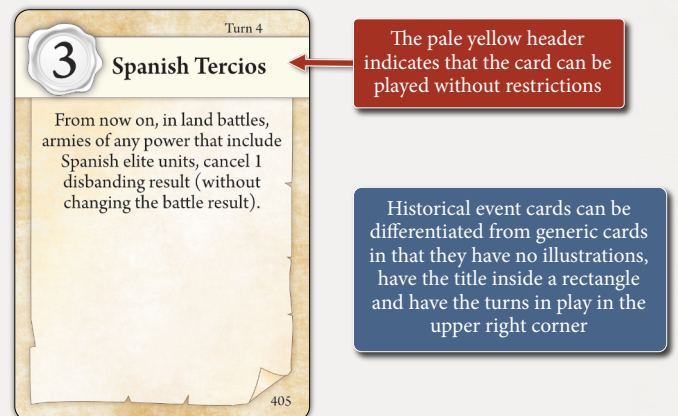 Turn 4
3
Spanish Tercios
From now on, in land battles,
armies of any power that include
Spanish elite units, cancel 1
disbanding result (without
changing the battle result).
405
The pale yellow header
indicates that the card can be
played without restrictions
Historical event cards can be
differentiated from generic cards
in that they have no illustrations,
have the title inside a rectangle
and have the turns in play in the
upper right corner